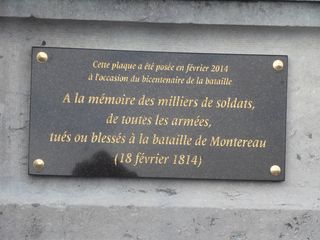 Cette plaque a été posée en février 2014
à l'occasion du bicentenaire de la bataille
A la mémoire des milliers de soldats,
de toutes les armées,
tués ou blessés à la bataille de Montereau
(18 février 1814)